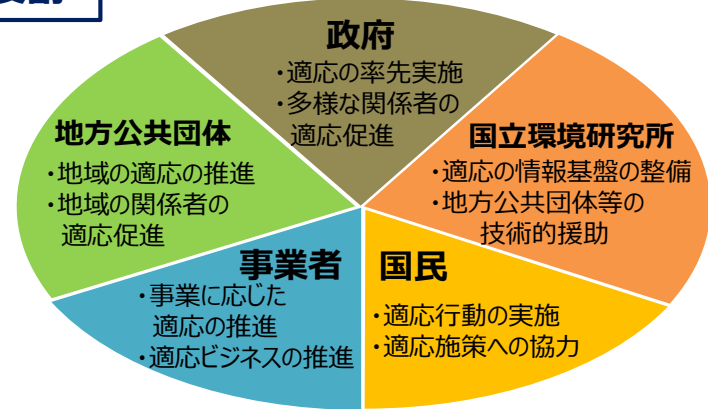 政府
・適応の率先実施
・多様な関係者の
適応促進
国立環境研究所
・適応の情報基盤の整備
・地方公共団体等の
技術的援助
国民
・適応行動の実施
・適応施策への協力
事業者
・事業に応じた
適応の推進
・適応ビジネスの推進
地方公共団体
・地域の適応の推進
・地域の関係者の
適応促進